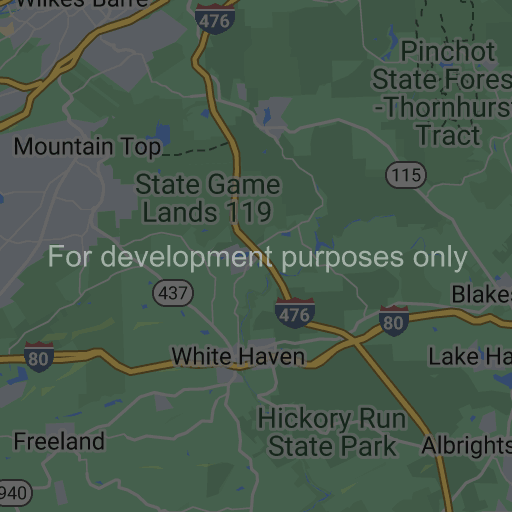 Wilkes Barre
476
Pinchot
State Fores
-Thornhurst
Tract
Mountain Top
115
State Game
Lands 119
For development purposes only
437
Blakes
476
80
80
White Haven
Lake Ha
Hickory Run
State Park
Freeland
Albrights
940